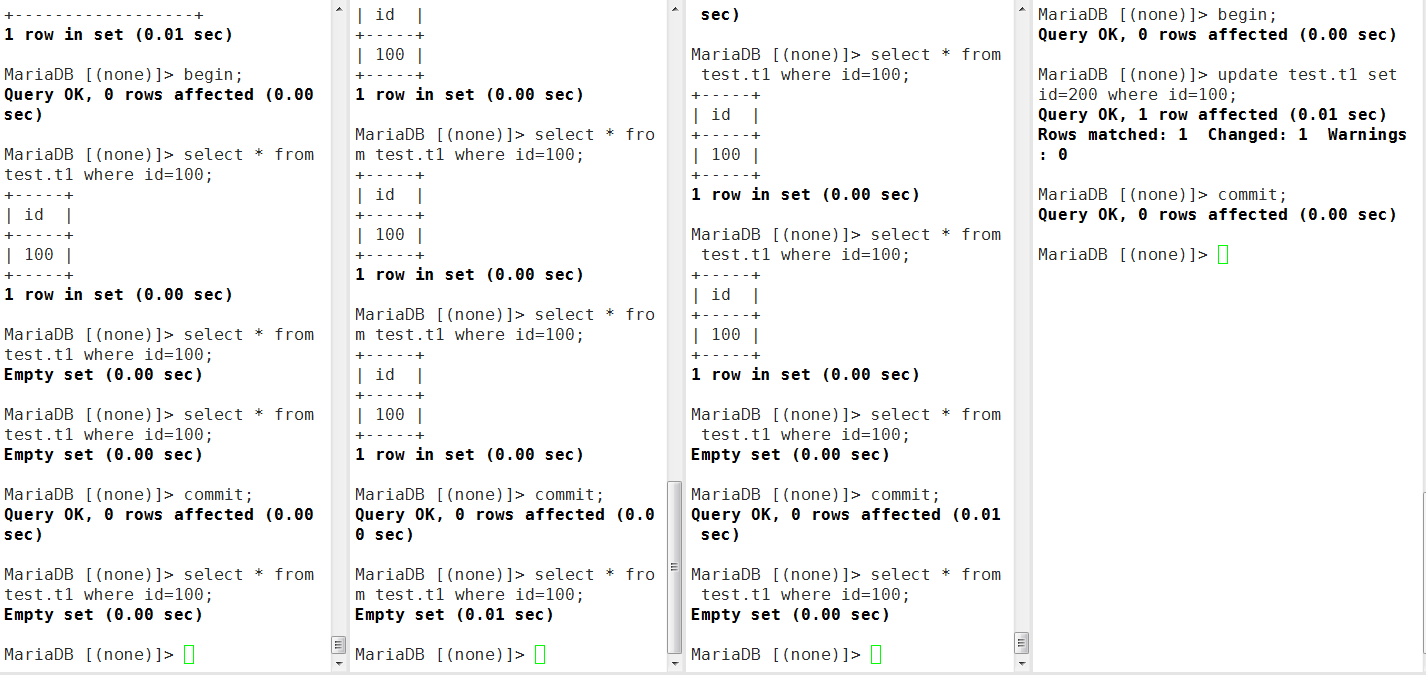 +------------------+
1 row in set (0.01 sec)
MariaDB [(none)]> begin;
Query OK, 0 rows affected (0.00
sec)
MariaDB [(none)]> select * from
test.t1 where id=100;
+-----+
| id  |
+-----+
| 100 |
+-----+
1 row in set (0.00 sec)
MariaDB [(none)]> select * from
test.t1 where id=100;
Empty set (0.00 sec)
MariaDB [(none)]> select * from
test.t1 where id=100;
Empty set (0.00 sec)
MariaDB [(none)]> commit;
Query OK, 0 rows affected (0.00
sec)
MariaDB [(none)]> select * from
test.t1 where id=100;
Empty set (0.00 sec)
MariaDB [(none)]>
| id  |
+-----+
| 100 |
+-----+
1 row in set (0.00 sec)
MariaDB [(none)]> select * fro
m test.t1 where id=100;
+-----+
| id  |
+-----+
| 100 |
+-----+
1 row in set (0.00 sec)
MariaDB [(none)]> select * fro
m test.t1 where id=100;
+-----+
| id  |
+-----+
| 100 |
+-----+
1 row in set (0.00 sec)
MariaDB [(none)]> commit;
Query OK, 0 rows affected (0.0
0 sec)
MariaDB [(none)]> select * fro
m test.t1 where id=100;
Empty set (0.01 sec)
MariaDB [(none)]>
sec)
MariaDB [(none)]> select * from
test.t1 where id=100;
+-----+
| id  |
+-----+
| 100 |
+-----+
1 row in set (0.00 sec)
MariaDB [(none)]> select * from
test.t1 where id=100;
+-----+
| id  |
+-----+
| 100 |
+-----+
1 row in set (0.00 sec)
MariaDB [(none)]> select * from
test.t1 where id=100;
Empty set (0.00 sec)
MariaDB [(none)]> commit;
Query OK, 0 rows affected (0.01
sec)
MariaDB [(none)]> select * from
test.t1 where id=100;
Empty set (0.00 sec)
MariaDB [(none)]>
MariaDB [(none)]> begin;
Query OK, 0 rows affected (0.00 sec)
MariaDB [(none)]> update test.t1 set
id=200 where id=100;
Query OK, 1 row affected (0.01 sec)
Rows matched: 1  Changed: 1  Warnings
: 0
MariaDB [(none)]> commit;
Query OK, 0 rows affected (0.00 sec)
MariaDB [(none)]>